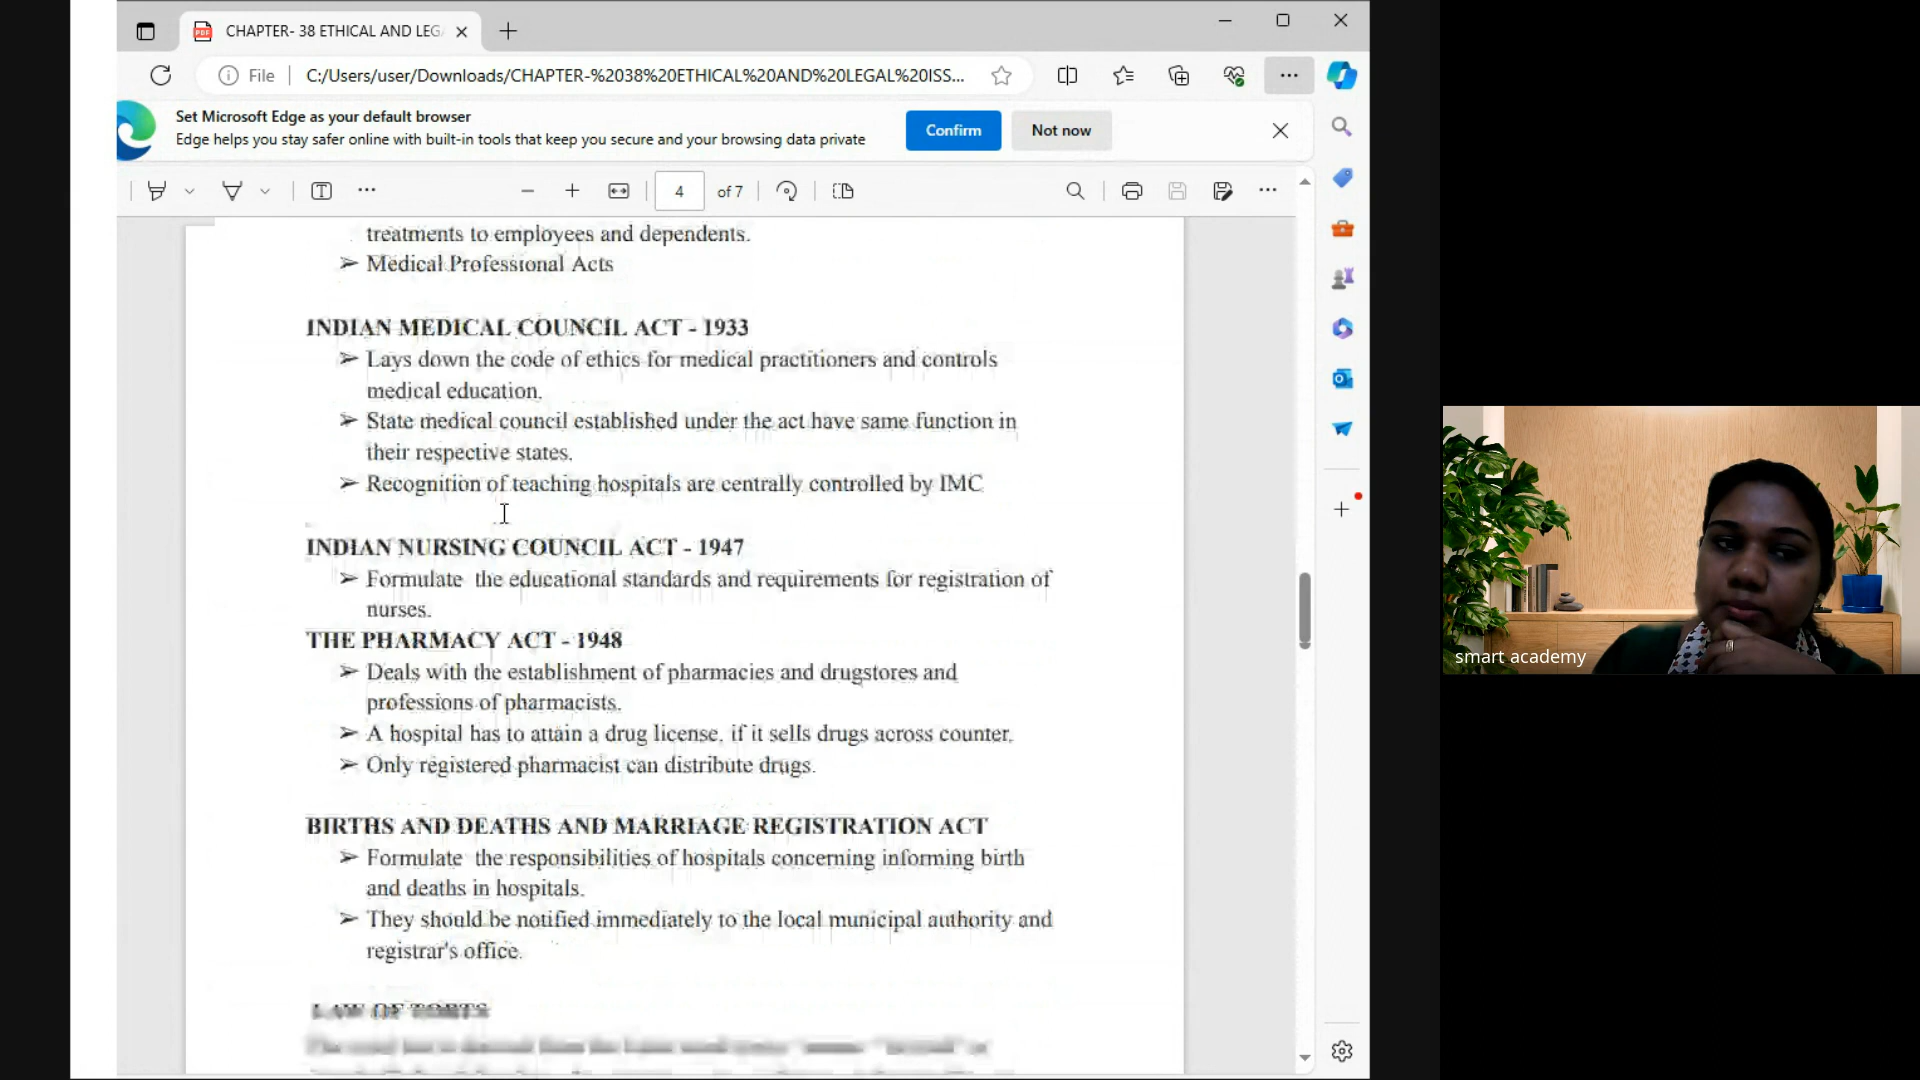 CHAPTER- 38 ETHICAL AND LEG
File
C:/Users/user/Downloads/CHAPTER-%2038%20ETHICAL%20AND%20LEGAL%20ISS...
Set Microsoft Edge as your default browser
Edge helps you stay safer online with built-in tools that keep you secure and your browsing data private
Confirm
Not now
4 of 7
treatments to employees and dependents.
➢ Medical Professional Acts
INDIAN MEDICAL COUNCIL ACT - 1933
➢ Lays down the code of ethics for medical practitioners and controls
medical education.
➢ State medical council established under the act have same function in
their respective states.
➢ Recognition of teaching hospitals are centrally controlled by IMC
INDIAN NURSING COUNCIL ACT - 1947
➢ Formulate the educational standards and requirements for registration of
nurses.
THE PHARMACY ACT - 1948
➢ Deals with the establishment of pharmacies and drugstores and
professions of pharmacists.
➢ A hospital has to attain a drug license, if it sells drugs across counter.
➢ Only registered pharmacist can distribute drugs.
BIRTHS AND DEATHS AND MARRIAGE REGISTRATION ACT
➢ Formulate the responsibilities of hospitals concerning informing birth
and deaths in hospitals.
➢ They should be notified immediately to the local municipal authority and
registrar's office.
LAW OF TORTS
smart academy